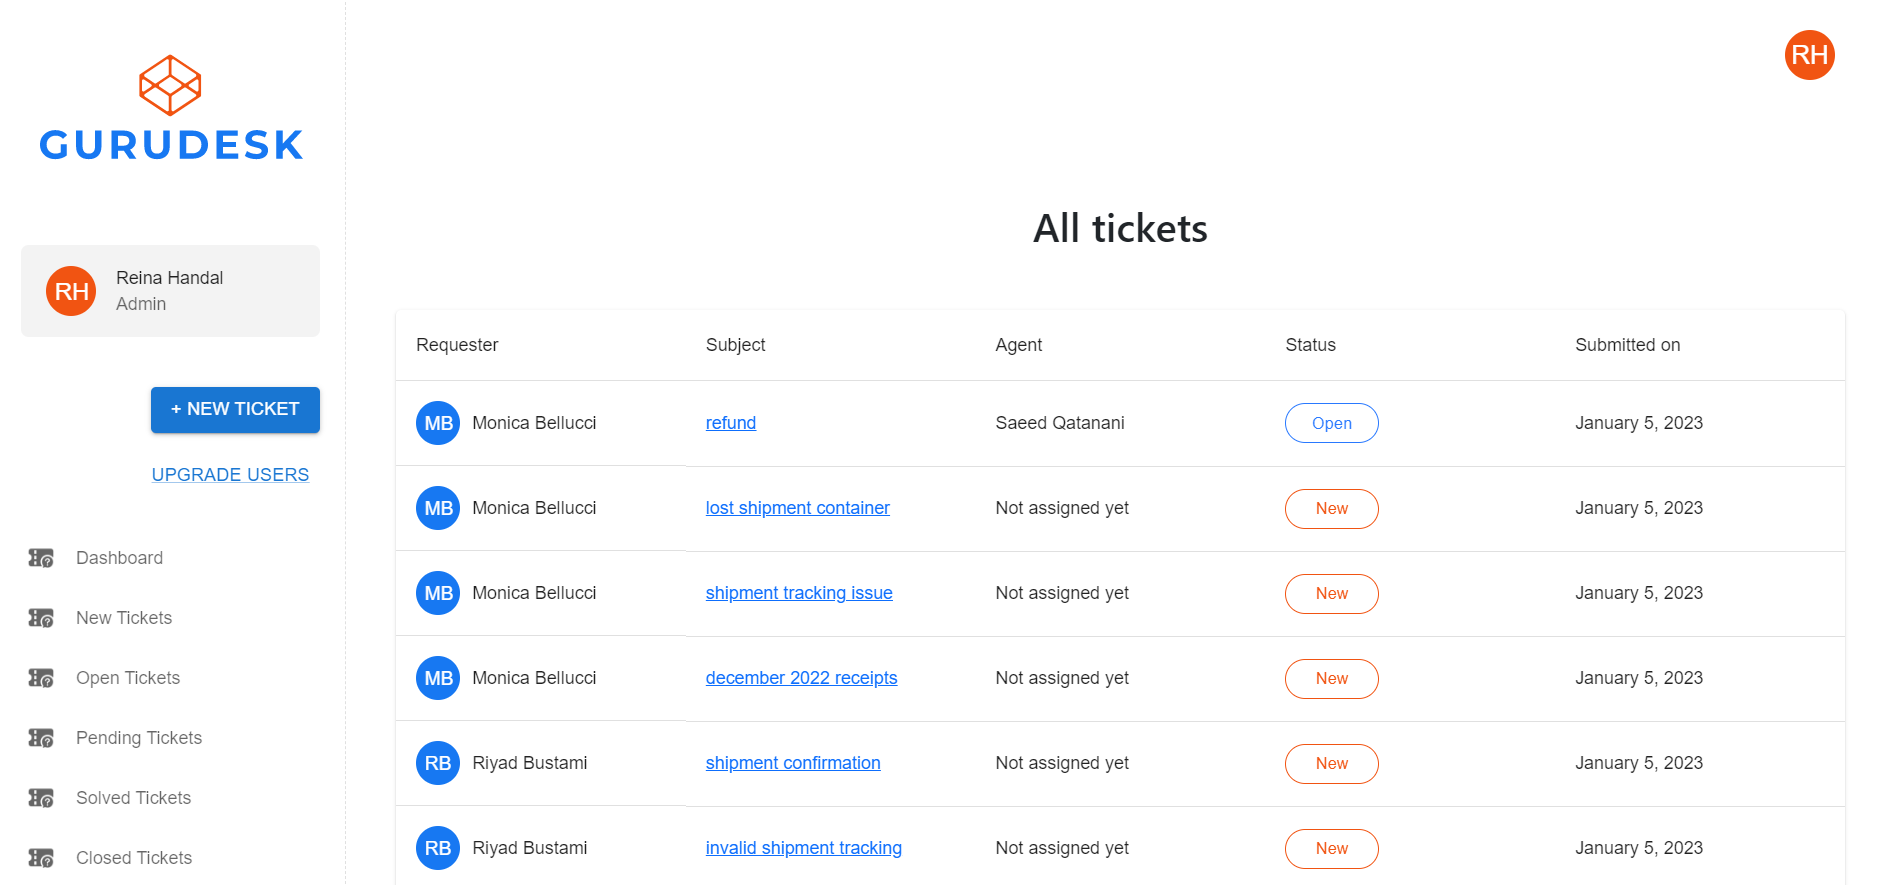 GURUDESK
RH
Reina Handal
Admin
+ NEW TICKET
UPGRADE USERS
Dashboard
New Tickets
Open Tickets
Pending Tickets
Solved Tickets
Closed Tickets
RH
All tickets
Requester Subject Agent Status Submitted on
MB Monica Bellucci refund Saeed Qatanani Open January 5, 2023
MB Monica Bellucci lost shipment container Not assigned yet New January 5, 2023
MB Monica Bellucci shipment tracking issue Not assigned yet New January 5, 2023
MB Monica Bellucci december 2022 receipts Not assigned yet New January 5, 2023
RB Riyad Bustami shipment confirmation Not assigned yet New January 5, 2023
RB Riyad Bustami invalid shipment tracking Not assigned yet New January 5, 2023